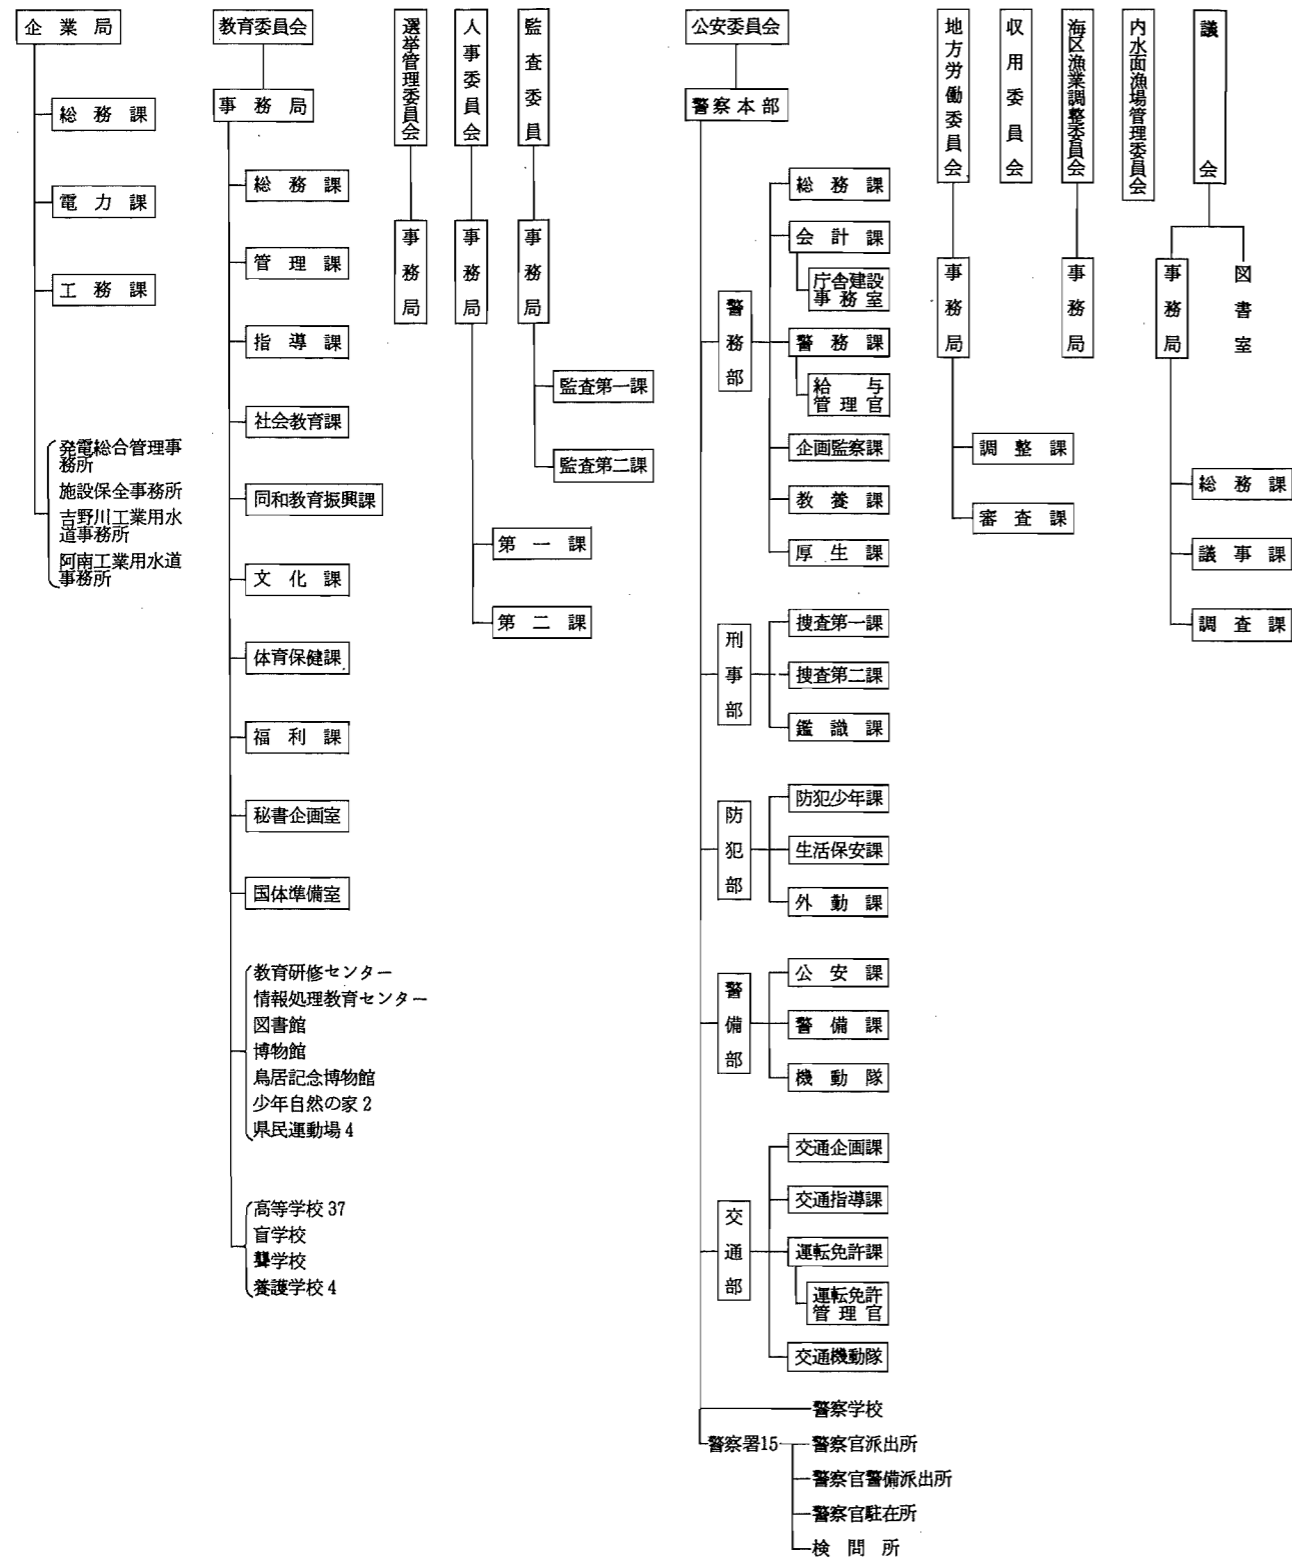 企業局
総務課
電力課
工務課
発電総合管理事
務所
施設保全事務所
吉野川工業用水
道事務所
阿南工業用水道
事務所
教育委員会
事務局
総務課
管理課
指導課
社会教育課
同和教育振興課
文化課
体育保健課
福利課
秘書企画室
国体準備室
教育研修センター
情報処理教育センター
図書館
博物館
鳥居記念博物館
少年自然の家2
県民運動場4
高等学校37
盲学校
聾学校
養護学校4
選挙管理委員会
事務局
人事委員会
事務局
第一課
第二課
監査委員
事務局
監査第一課
監査第二課
公安委員会
警察本部
警務部
総務課
会計課
庁舎建設
事務室
警務課
給与
管理官
企画監察課
教養課
厚生課
刑事部
捜査第一課
捜査第二課
鑑識課
防犯部
防犯少年課
生活保安課
外勤課
警備部
公安課
警備課
機動隊
交通部
交通企画課
交通指導課
運転免許課
運転免許
管理官
交通機動隊
警察学校
警察署15
警察官派出所
警察官警備派出所
警察官駐在所
検問所
地方労働委員会
事務局
調整課
審査課
収用委員会
海区漁業調整委員会
事務局
内水面漁場管理委員会
議会
事務局
図書室
総務課
議事課
調査課